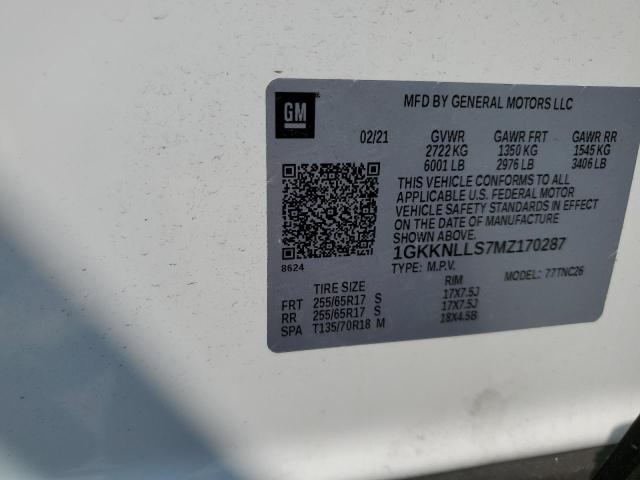 GM
MFD BY GENERAL MOTORS LLC
02/21 GVWR GAWR FRT GAWR RR
2722 KG 1350 KG 1545 KG
6001 LB 2976 LB 3406 LB
THIS VEHICLE CONFORMS TO ALL
APPLICABLE U.S. FEDERAL MOTOR
VEHICLE SAFETY STANDARDS IN EFFECT
ON THE DATE OF MANUFACTURE
SHOWN ABOVE.
1GKKNLLS7MZ170287
8624
TYPE: M.P.V. MODEL: 77TNC26
TIRE SIZE RIM
FRT 255/65R17 S 17X7.5J
RR 255/65R17 S 17X7.5J
SPA T135/70R18 M 18X4.5B